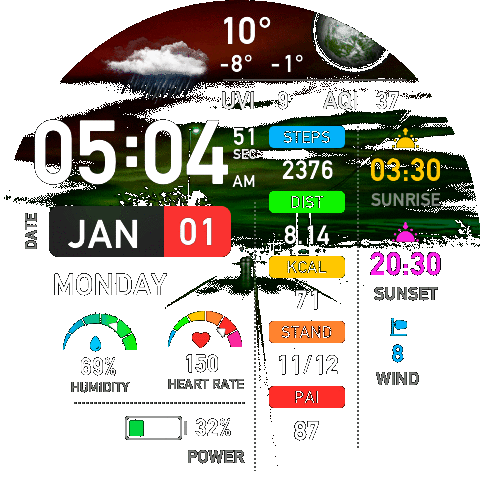 10°
-8° -1°
UVI 9 AQI 37
05:04 51 SEC AM
STEPS
2376
03:30
SUNRISE
DIST
8.14
DATE JAN 01
KCAL
71
20:30
SUNSET
MONDAY
STAND
11/12
8
WIND
69%
HUMIDITY
150
HEART RATE
PAI
87
32%
POWER